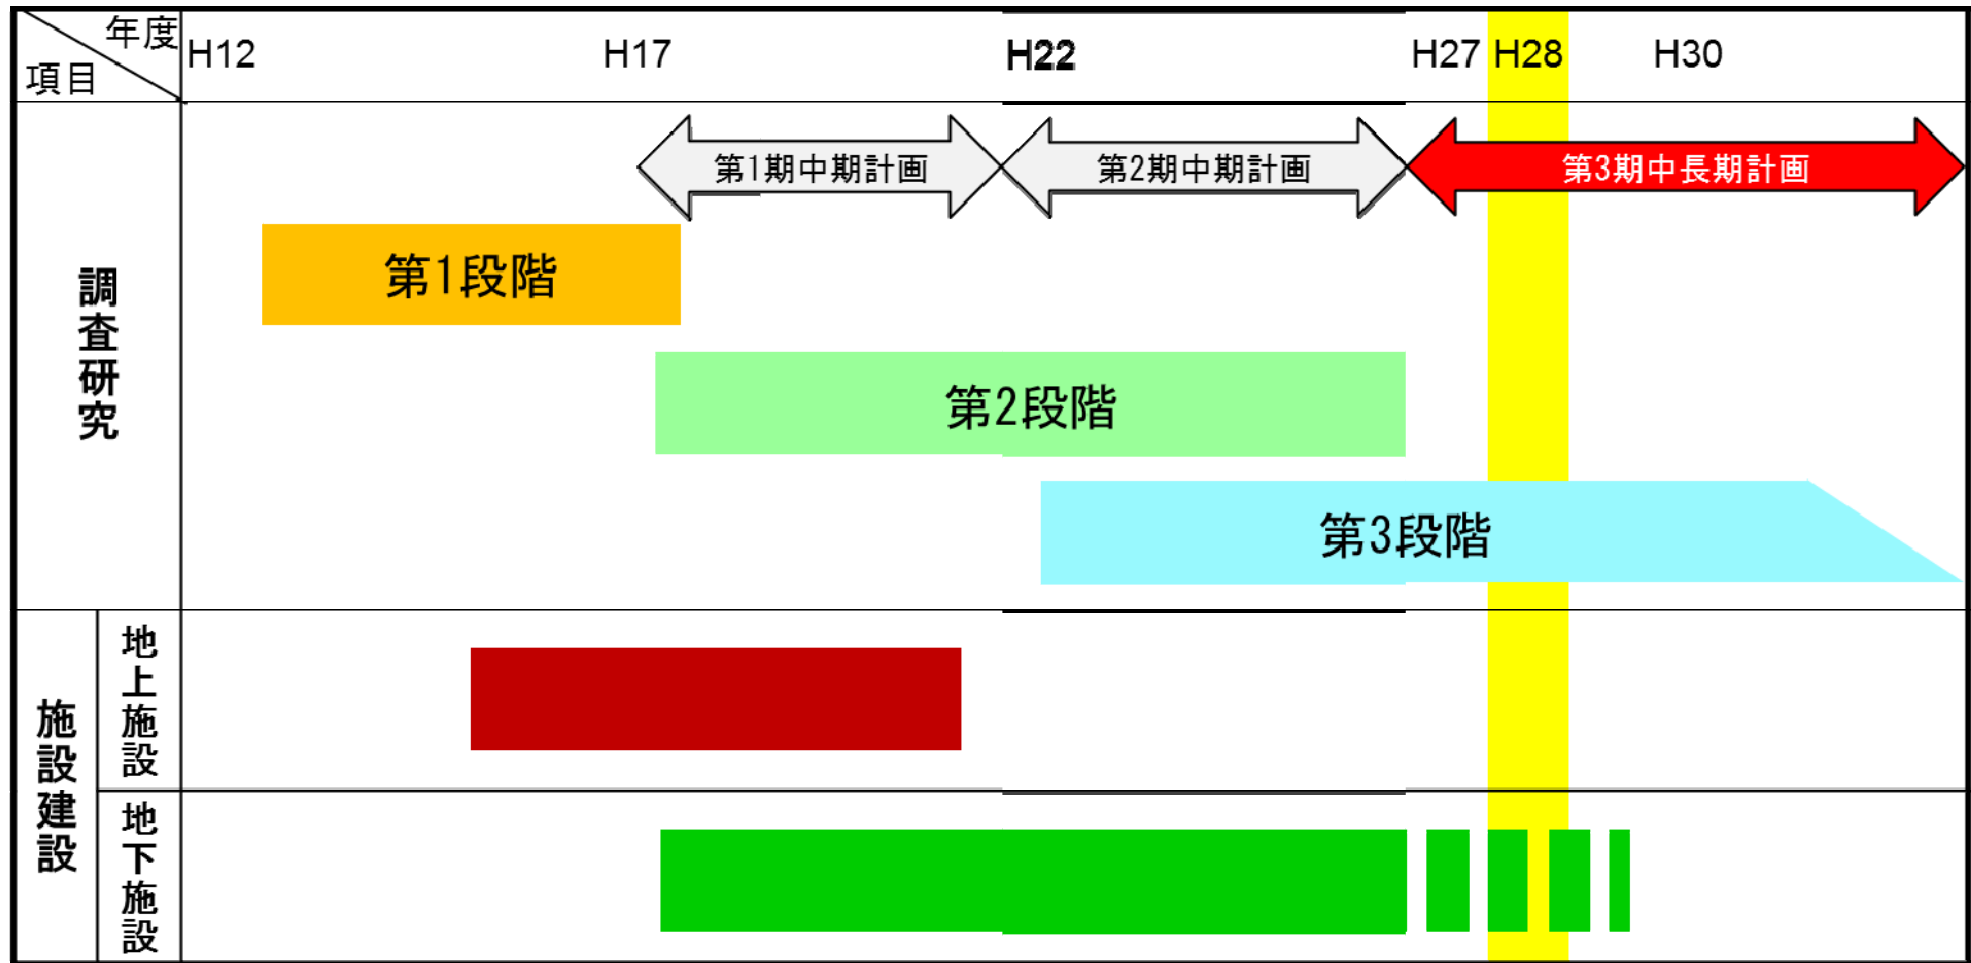 年度
項目
H12 H17 H22 H27 H28 H30
第1期中期計画 第2期中期計画 第3期中長期計画
調査研究
第1段階
第2段階
第3段階
施設建設
地上施設
地下施設